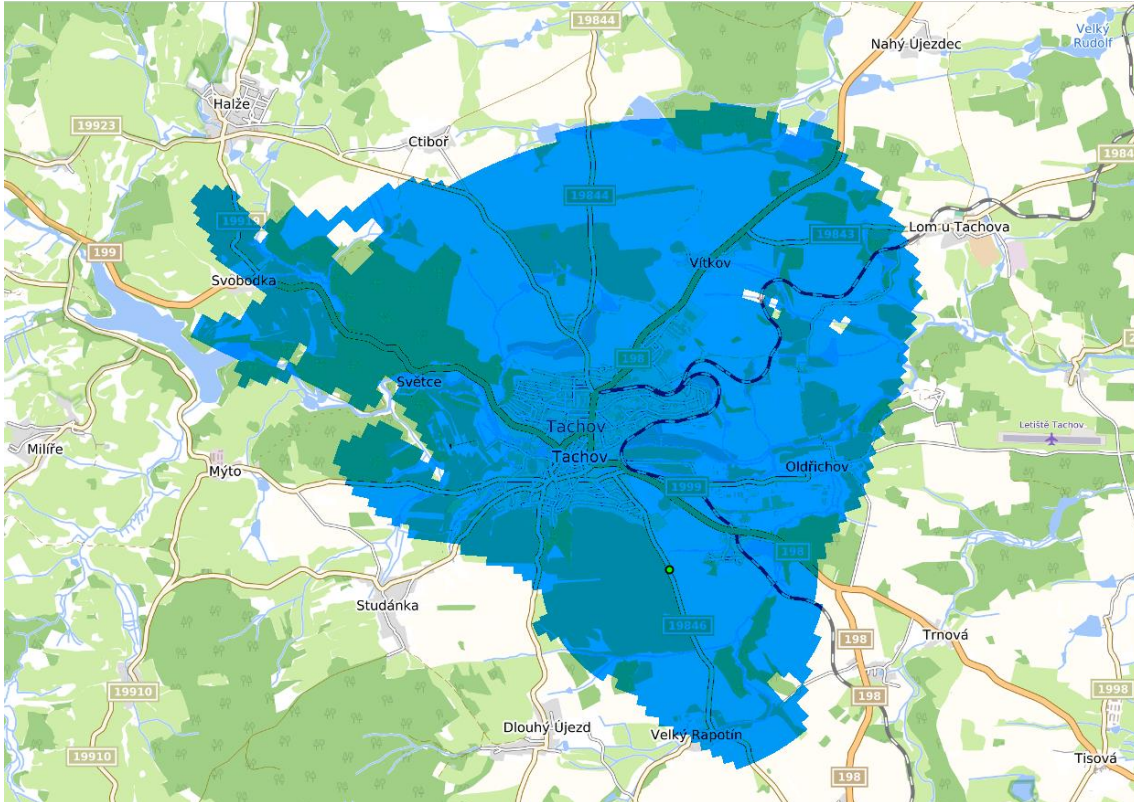 19844
Velký
Rudolf
Nahý Újezdec
Halže
19923
Ctiboř
19844
Lom u Tachova
19843
199
Svobodka
Vítkov
198
Světce
Tachov
Letiště Tachov
Milíře
Tachov
Oldřichov
Mýto
1999
198
Studánka
19846
Trnová
198
19910
198
1998
Dlouhý Újezd
Velký Rapotín
19910
Tisová
198